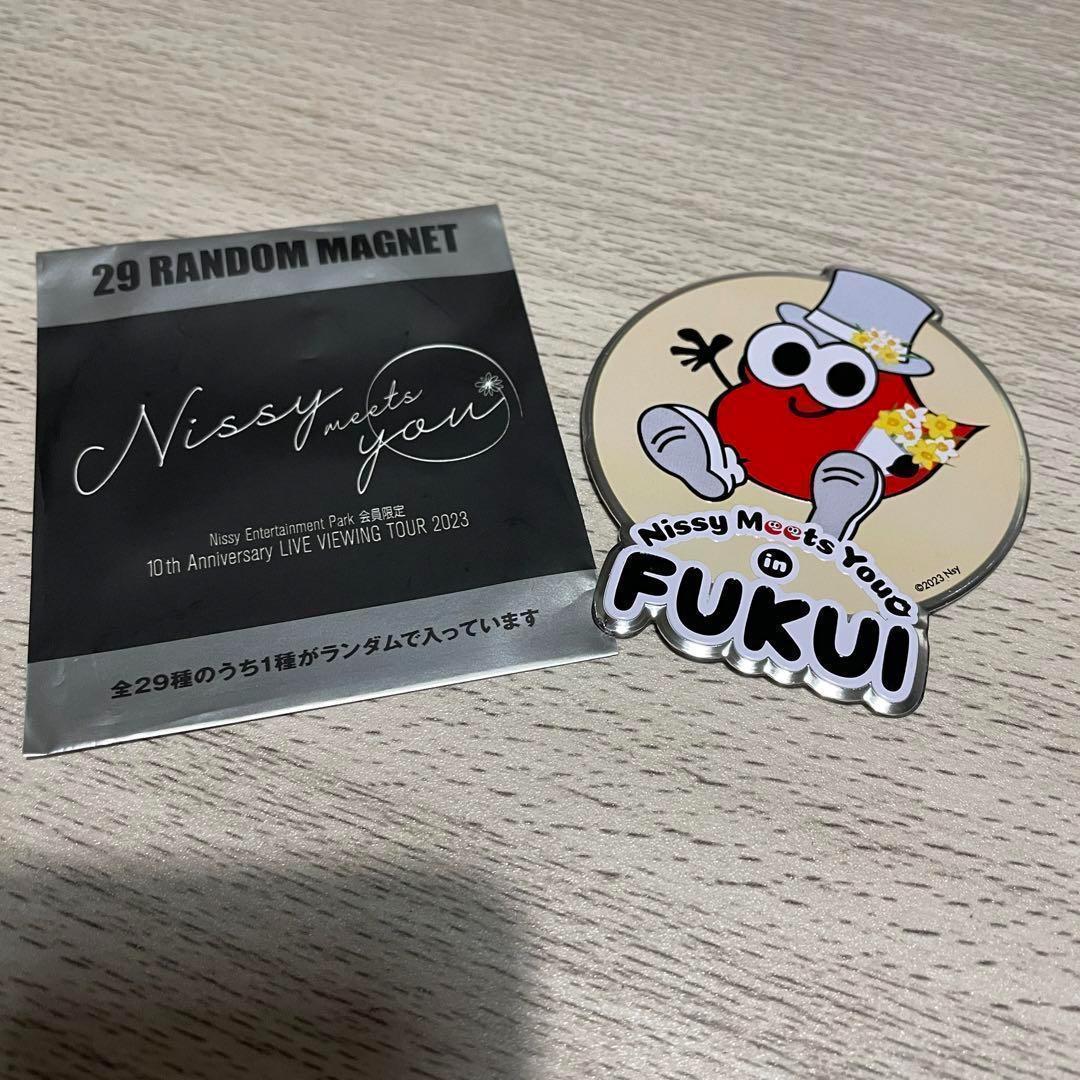 29 RANDOM MAGNET
Nissy meets you
Nissy Entertainment Park 会員限定
10th Anniversary LIVE VIEWING TOUR 2023
全29種のうち1種がランダムで入っています
Nissy Meets You
in
FUKUI
©2023 Nsy